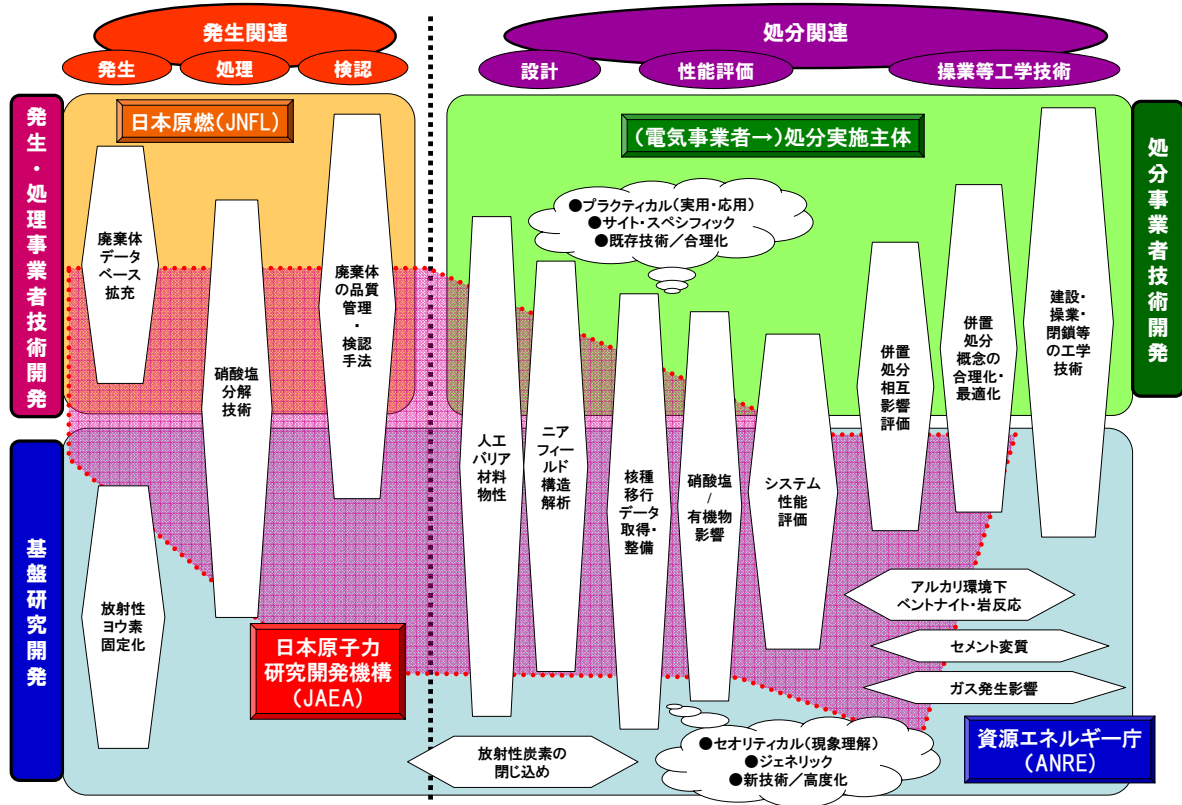 発生関連
処分関連
発生
処理
検認
設計
性能評価
操業等工学技術
発生・処理事業者技術開発
日本原燃(JNFL)
(電気事業者→)処分実施主体
処分事業者技術開発
●プラクティカル(実用・応用)
●サイト・スペシフィック
●既存技術／合理化
廃棄体
データ
ベース
拡充
硝酸塩
分解
技術
廃棄体
の品質
管理
・
検認
手法
人工
バリア
材料
物性
ニア
フィー
ルド
構造
解析
核種
移行
データ
取得・
整備
硝酸塩
/
有機物
影響
システム
性能
評価
併置
処分
相互
影響
評価
併置
処分
概念の
合理化・
最適化
建設・
操業・
閉鎖等
の工学
技術
基盤研究開発
放射性
ヨウ素
固定化
日本原子力
研究開発機構
(JAEA)
アルカリ環境下
ベントナイト・岩反応
セメント変質
ガス発生影響
放射性炭素の
閉じ込め
●セオリティカル(現象理解)
●ジェネリック
●新技術／高度化
資源エネルギー庁
(ANRE)